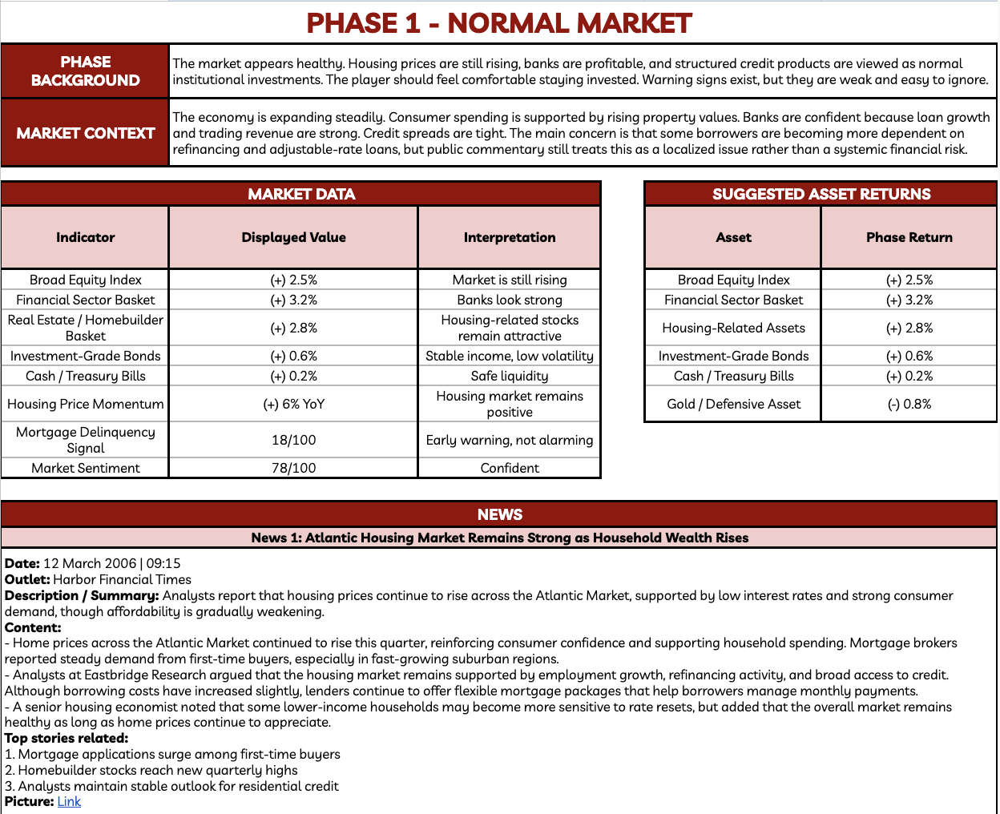 PHASE 1 - NORMAL MARKET
PHASE
BACKGROUND
The market appears healthy. Housing prices are still rising, banks are profitable, and structured credit products are viewed as normal
institutional investments. The player should feel comfortable staying invested. Warning signs exist, but they are weak and easy to ignore.
MARKET CONTEXT
The economy is expanding steadily. Consumer spending is supported by rising property values. Banks are confident because loan growth
and trading revenue are strong. Credit spreads are tight. The main concern is that some borrowers are becoming more dependent on
refinancing and adjustable-rate loans, but public commentary still treats this as a localized issue rather than a systemic financial risk.
MARKET DATA
Indicator Displayed Value Interpretation
Broad Equity Index (+) 2.5% Market is still rising
Financial Sector Basket (+) 3.2% Banks look strong
Real Estate / Homebuilder
Basket (+) 2.8% Housing-related stocks
remain attractive
Investment-Grade Bonds (+) 0.6% Stable income, low volatility
Cash / Treasury Bills (+) 0.2% Safe liquidity
Housing Price Momentum (+) 6% YoY Housing market remains
positive
Mortgage Delinquency
Signal 18/100 Early warning, not alarming
Market Sentiment 78/100 Confident
SUGGESTED ASSET RETURNS
Asset Phase Return
Broad Equity Index (+) 2.5%
Financial Sector Basket (+) 3.2%
Housing-Related Assets (+) 2.8%
Investment-Grade Bonds (+) 0.6%
Cash / Treasury Bills (+) 0.2%
Gold / Defensive Asset (-) 0.8%
NEWS
News 1: Atlantic Housing Market Remains Strong as Household Wealth Rises
Date: 12 March 2006 | 09:15
Outlet: Harbor Financial Times
Description / Summary: Analysts report that housing prices continue to rise across the Atlantic Market, supported by low interest rates and strong consumer
demand, though affordability is gradually weakening.
Content:
- Home prices across the Atlantic Market continued to rise this quarter, reinforcing consumer confidence and supporting household spending. Mortgage brokers
reported steady demand from first-time buyers, especially in fast-growing suburban regions.
- Analysts at Eastbridge Research argued that the housing market remains supported by employment growth, refinancing activity, and broad access to credit.
Although borrowing costs have increased slightly, lenders continue to offer flexible mortgage packages that help borrowers manage monthly payments.
- A senior housing economist noted that some lower-income households may become more sensitive to rate resets, but added that the overall market remains
healthy as long as home prices continue to appreciate.
Top stories related:
1. Mortgage applications surge among first-time buyers
2. Homebuilder stocks reach new quarterly highs
3. Analysts maintain stable outlook for residential credit
Picture: Link